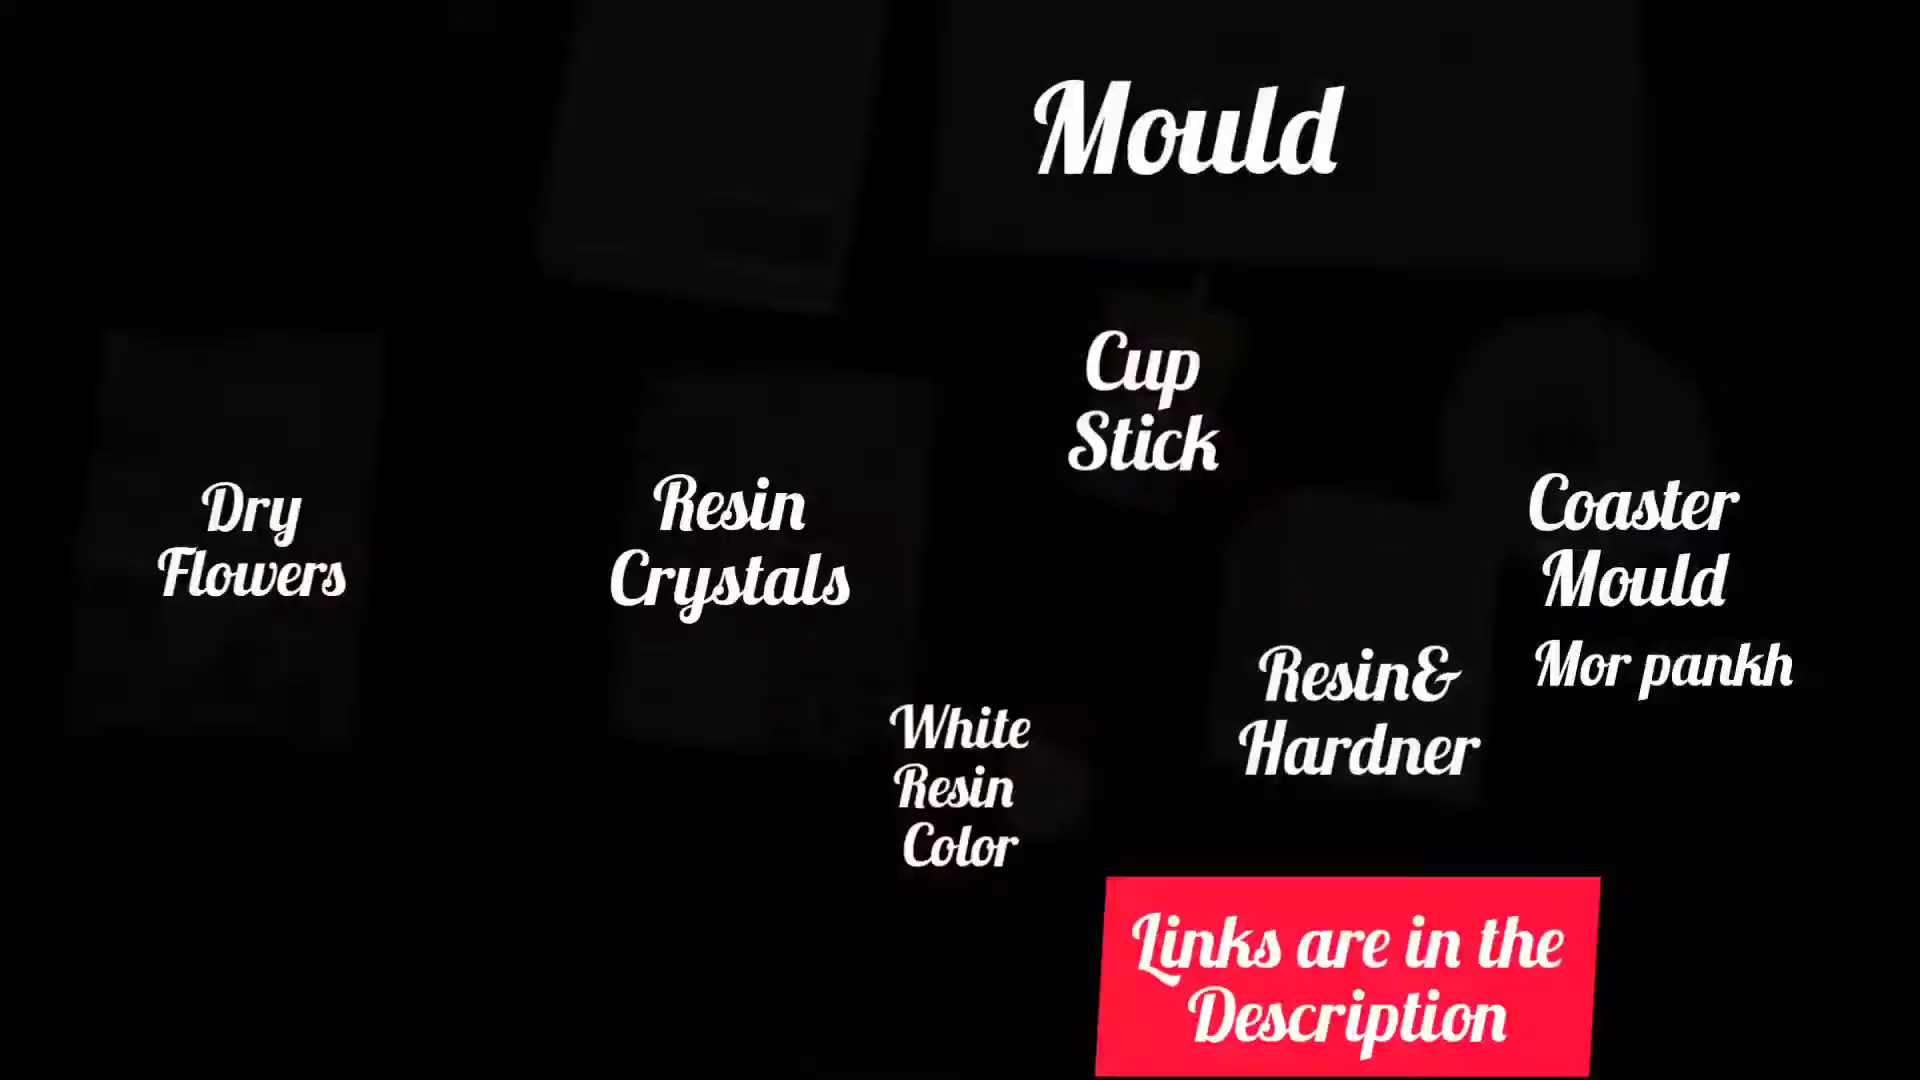 Mould
Cup
Stick
Dry
Flowers
Resin
Crystals
Coaster
Mould
Mor pankh
Resin&
Hardner
White
Resin
Color
Links are in the
Description